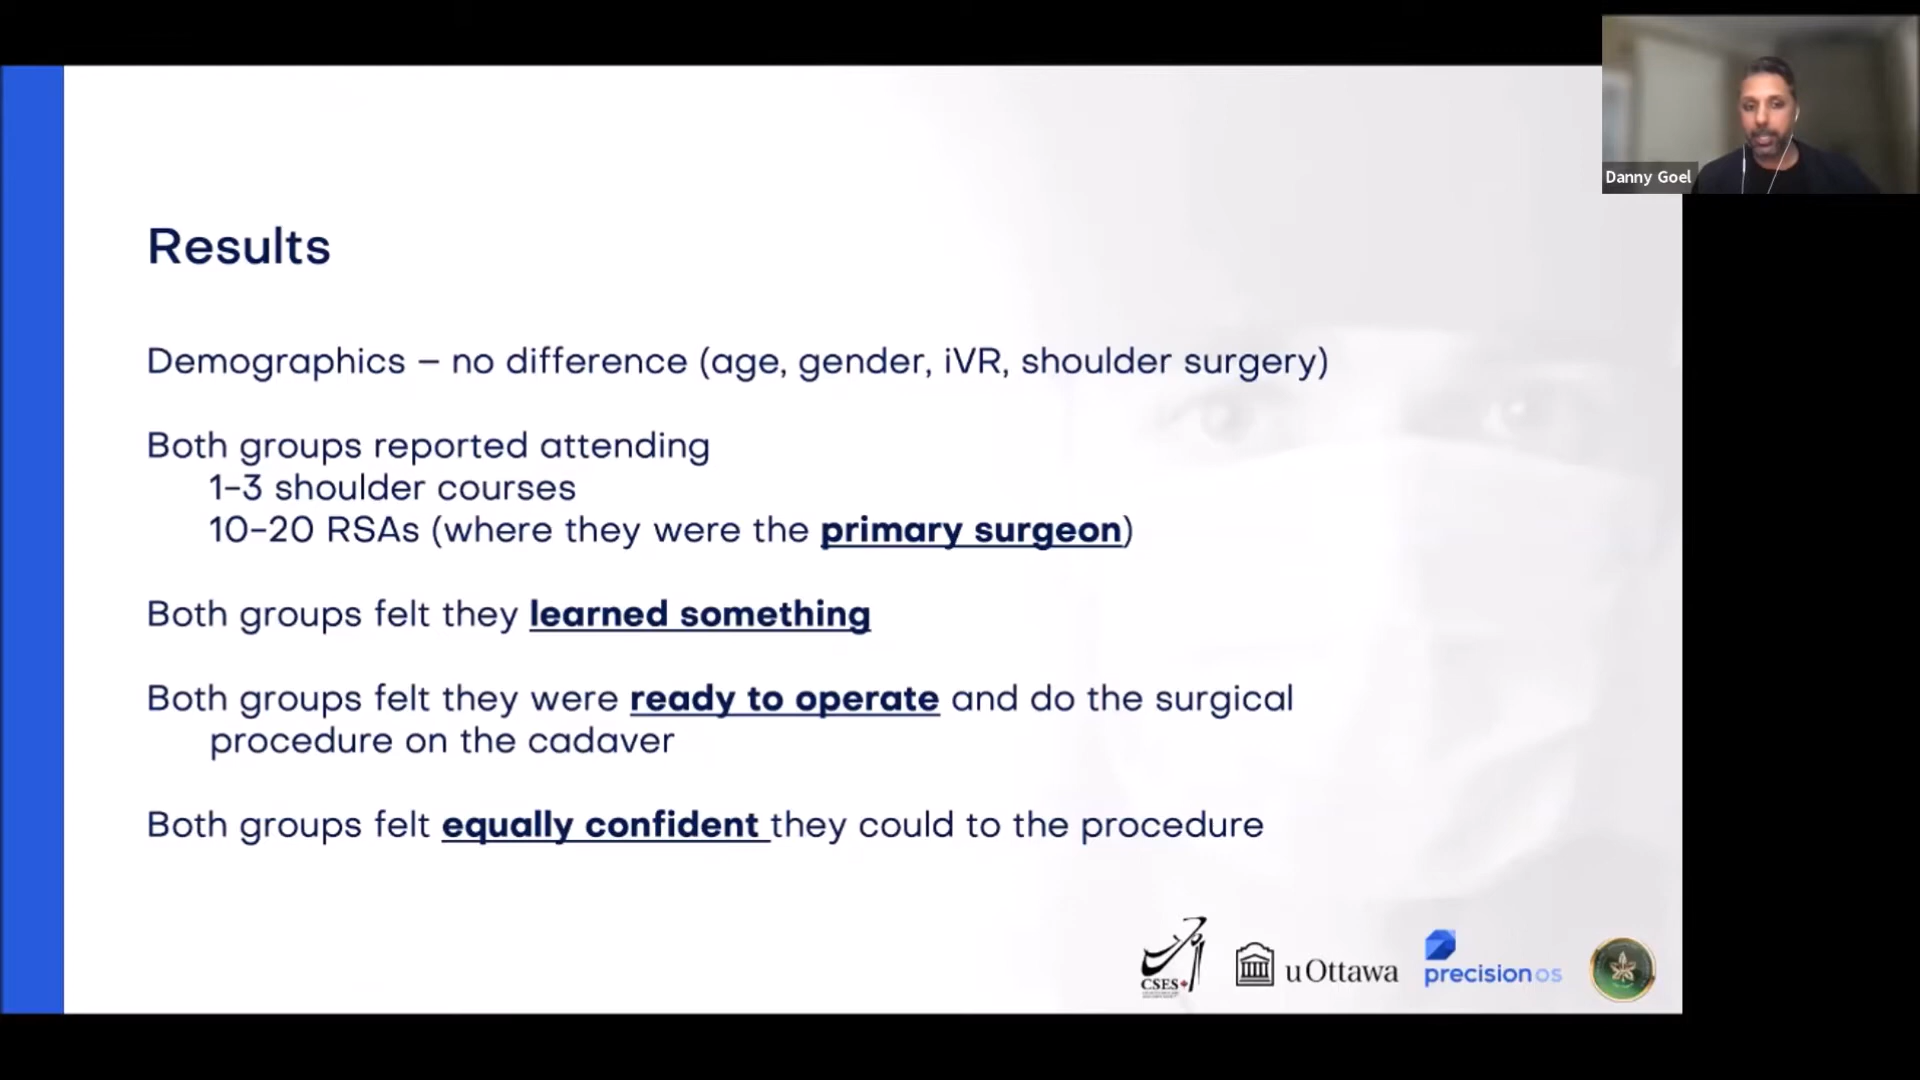 Danny Goel
Results
Demographics – no difference (age, gender, iVR, shoulder surgery)
Both groups reported attending
1–3 shoulder courses
10–20 RSAs (where they were the primary surgeon)
Both groups felt they learned something
Both groups felt they were ready to operate and do the surgical
procedure on the cadaver
Both groups felt equally confident they could to the procedure
CSES
uOttawa
precision os